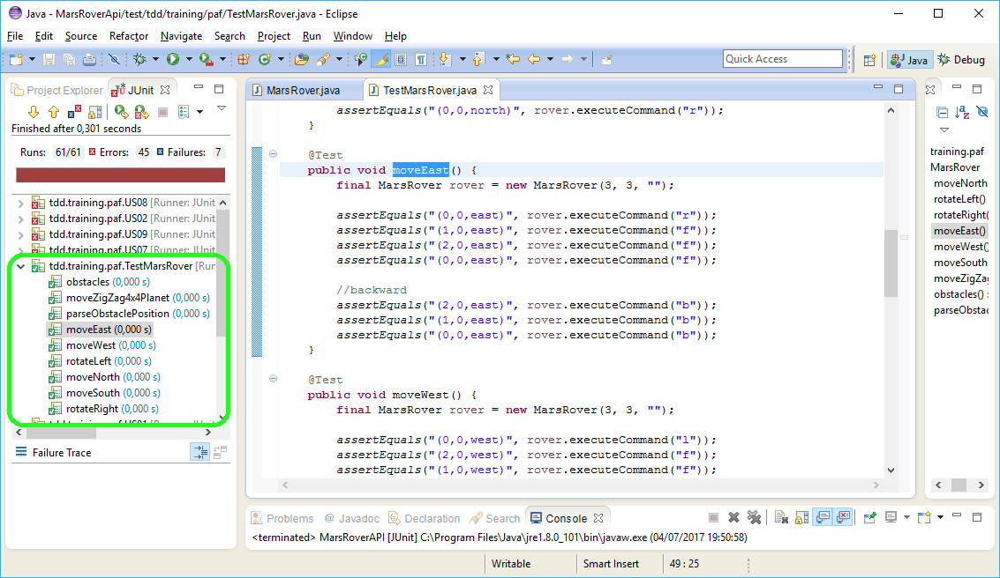 Java - MarsRoverApi/test/tdd/training/paf/TestMarsRover.java - Eclipse
File Edit Source Refactor Navigate Search Project Run Window Help
Quick Access
Java
Debug
Project Explorer
JUnit
Finished after 0,301 seconds
Runs: 61/61
Errors: 45
Failures: 7
tdd.training.paf.US08 [Runner: JUnit
tdd.training.paf.US02 [Runner: JUnit
tdd.training.paf.US09 [Runner: JUnit
tdd.training.paf.US07 [Runner: JUnit
tdd.training.paf.TestMarsRover [Run
obstacles (0,000 s)
moveZigZag4x4Planet (0,000 s)
parseObstaclePosition (0,000 s)
moveEast (0,000 s)
moveWest (0,000 s)
rotateLeft (0,000 s)
moveNorth (0,000 s)
moveSouth (0,000 s)
rotateRight (0,000 s)
Failure Trace
MarsRover.java
TestMarsRover.java
assertEquals("(0,0,north)", rover.executeCommand("r"));
}
@Test
public void moveEast() {
final MarsRover rover = new MarsRover(3, 3, "");
assertEquals("(0,0,east)", rover.executeCommand("r"));
assertEquals("(1,0,east)", rover.executeCommand("f"));
assertEquals("(2,0,east)", rover.executeCommand("f"));
assertEquals("(0,0,east)", rover.executeCommand("f"));
//backward
assertEquals("(2,0,east)", rover.executeCommand("b"));
assertEquals("(1,0,east)", rover.executeCommand("b"));
assertEquals("(0,0,east)", rover.executeCommand("b"));
}
@Test
public void moveWest() {
final MarsRover rover = new MarsRover(3, 3, "");
assertEquals("(0,0,west)", rover.executeCommand("l"));
assertEquals("(2,0,west)", rover.executeCommand("f"));
assertEquals("(1,0,west)", rover.executeCommand("f"));
training.paf
MarsRover
moveNorth
rotateLeft()
rotateRight(
moveEast()
moveWest()
moveSouth
moveZigZag
obstacles() :
parseObstac
Problems
@ Javadoc
Declaration
Search
Console
<terminated> MarsRoverAPI [JUnit] C:\Program Files\Java\jre1.8.0_101\bin\javaw.exe (04/07/2017 19:50:58)
Writable
Smart Insert
49 : 25